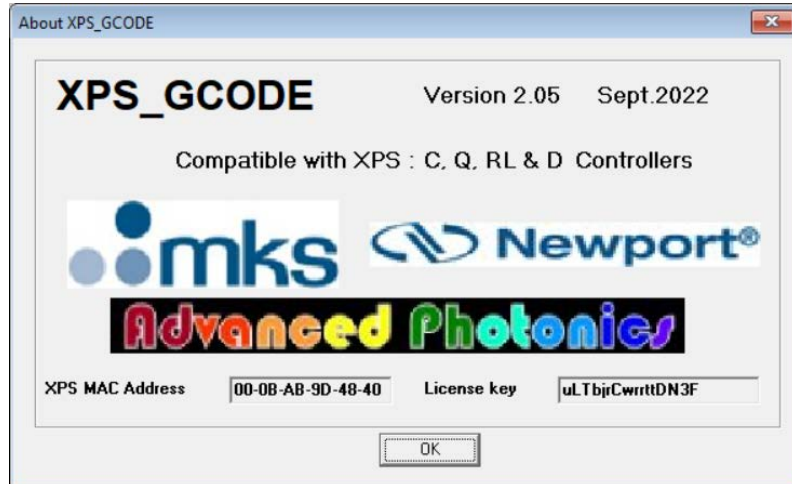 About XPS_GCODE
XPS_GCODE Version 2.05 Sept.2022
Compatible with XPS : C, Q, RL & D Controllers
mks Newport®
Advanced Photonics
XPS MAC Address 00-0B-AB-9D-48-40 License key uLTbjrCwrrttDN3F
OK